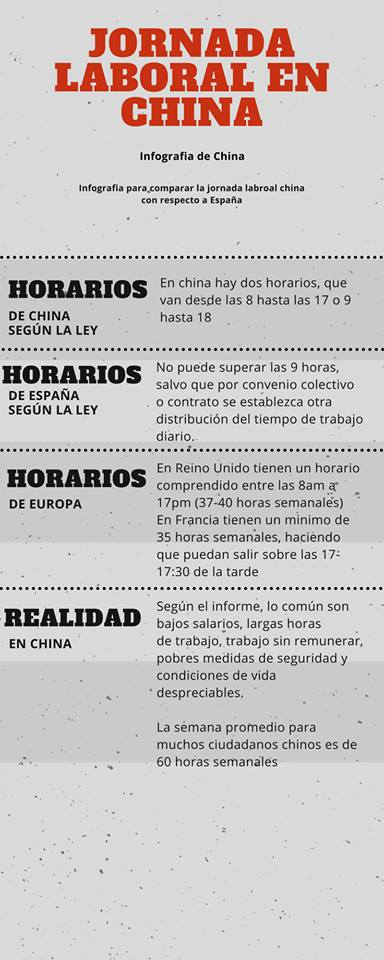 JORNADA
LABORAL EN
CHINA
Infografia de China
Infografia para comparar la jornada labroal china
con respecto a España
HORARIOS
DE CHINA
SEGÚN LA LEY
En china hay dos horarios, que
van desde las 8 hasta las 17 o 9
hasta 18
HORARIOS
DE ESPAÑA
SEGÚN LA LEY
No puede superar las 9 horas,
salvo que por convenio colectivo
o contrato se establezca otra
distribución del tiempo de trabajo
diario.
HORARIOS
DE EUROPA
En Reino Unido tienen un horario
comprendido entre las 8am a
17pm (37-40 horas semanales)
En Francia tienen un minimo de
35 horas semanales, haciendo
que puedan salir sobre las 17-
17:30 de la tarde
REALIDAD
EN CHINA
Según el informe, lo común son
bajos salarios, largas horas
de trabajo, trabajo sin remunerar,
pobres medidas de seguridad y
condiciones de vida
despreciables.
La semana promedio para
muchos ciudadanos chinos es de
60 horas semanales